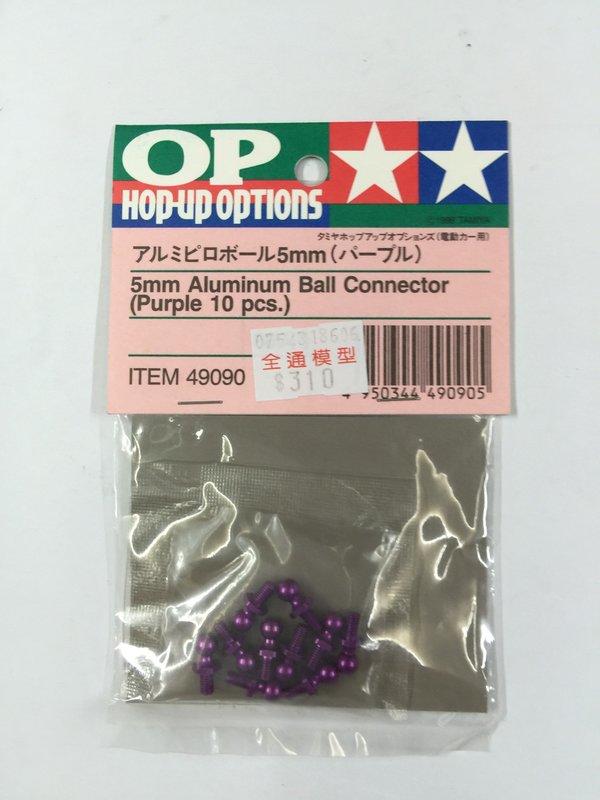 OP
HOP-UP OPTIONS
©1998 TAMIYA
タミヤホップアップオプションズ(電動カー用)
アルミピロボール5mm(パープル)
5mm Aluminum Ball Connector
(Purple 10 pcs.)
全通模型
$310
ITEM 49090
4 950344 490905